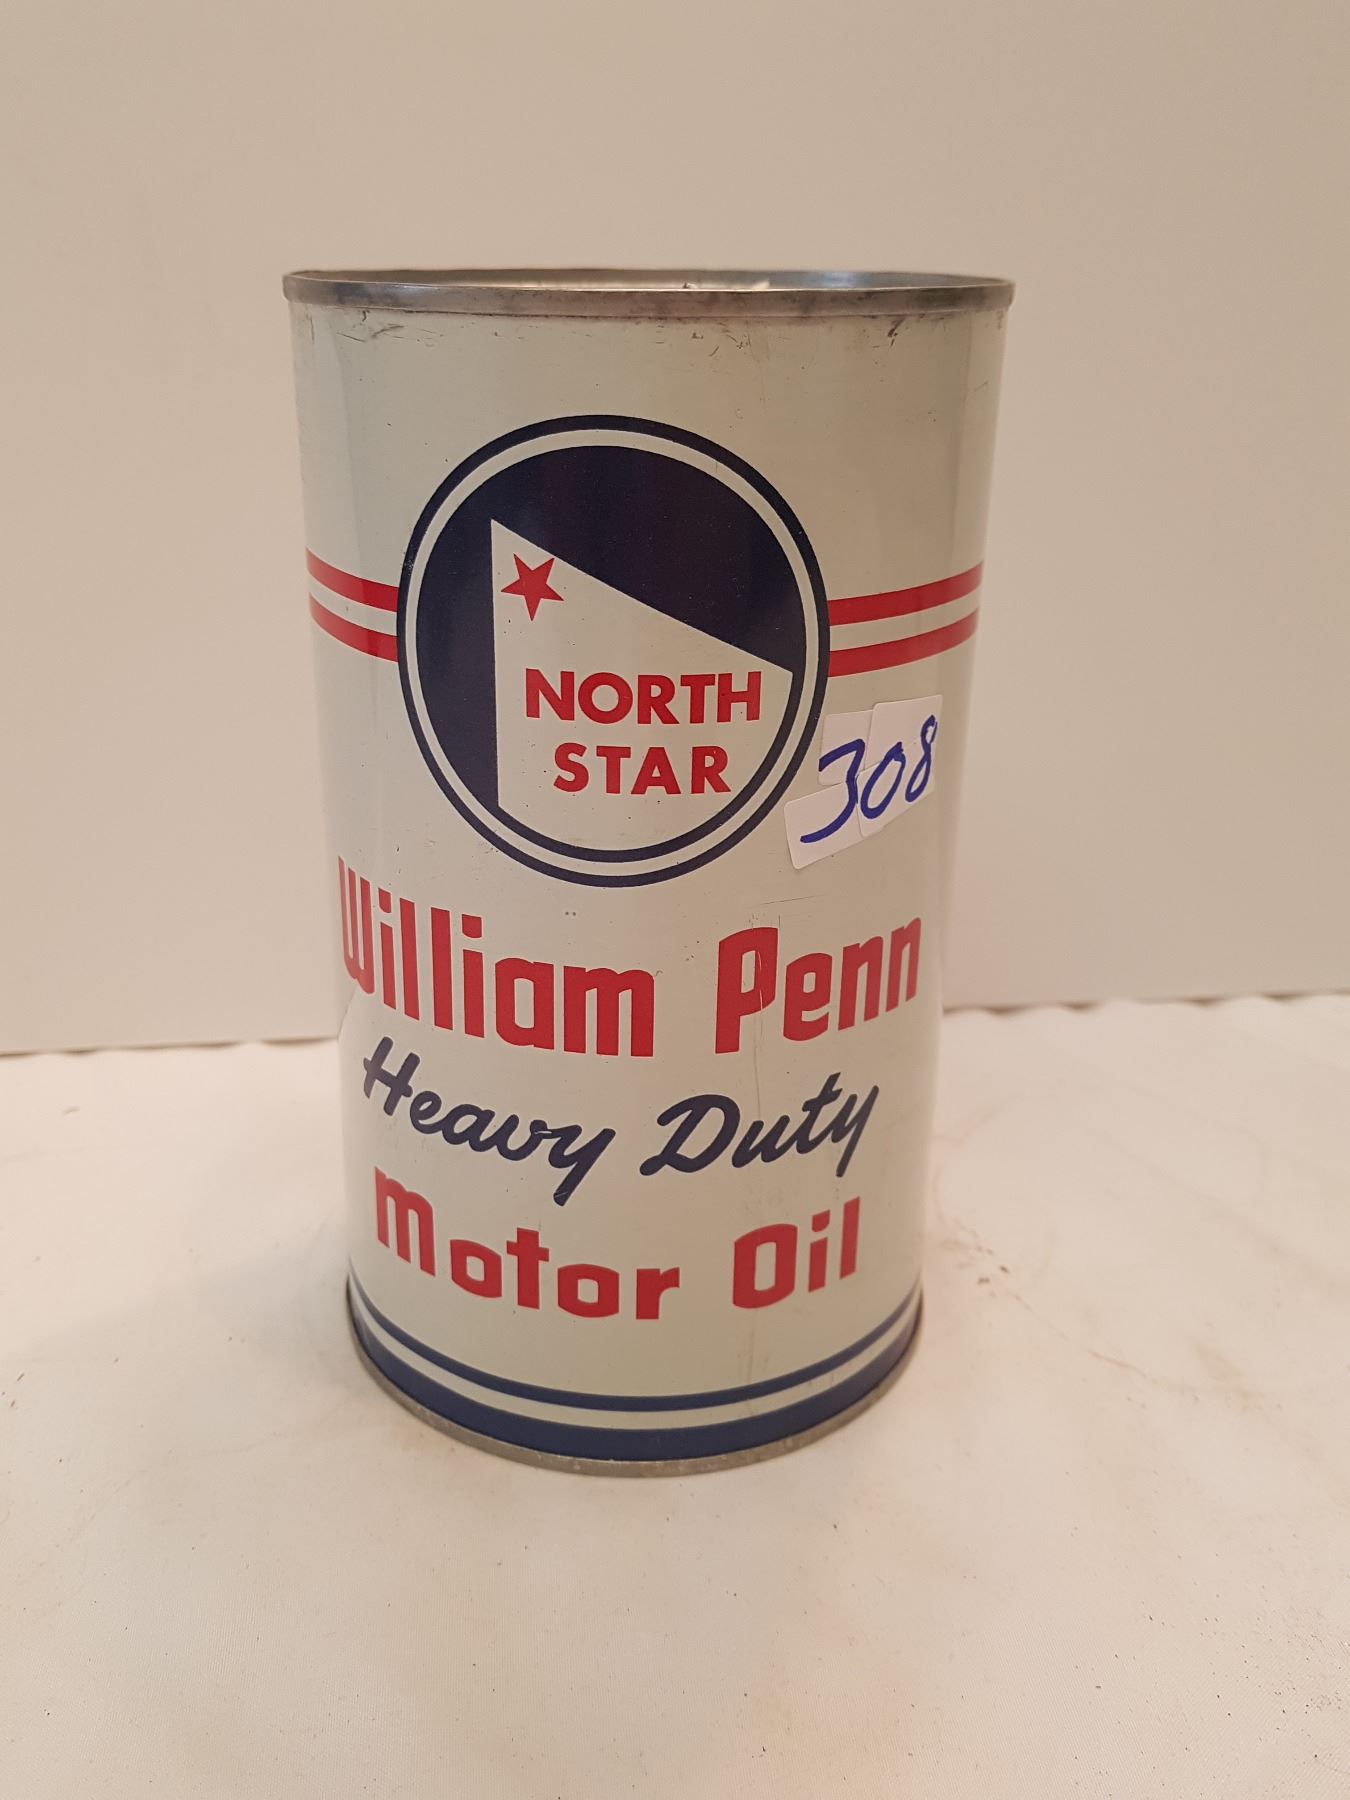 NORTH
STAR
308
William Penn
Heavy Duty
Motor Oil